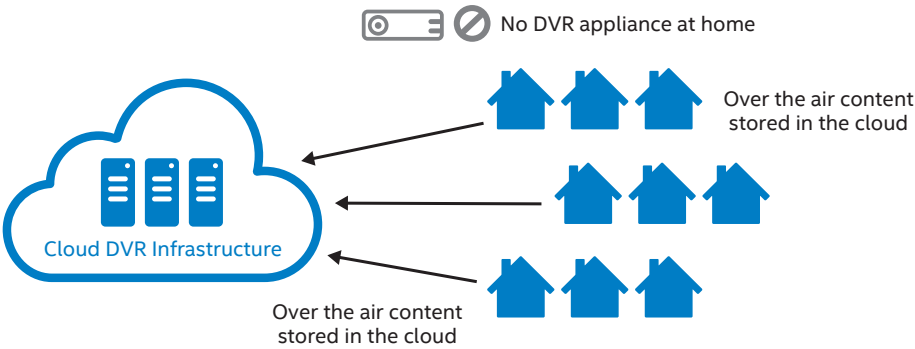 No DVR appliance at home
Over the air content
stored in the cloud
Cloud DVR Infrastructure
Over the air content
stored in the cloud